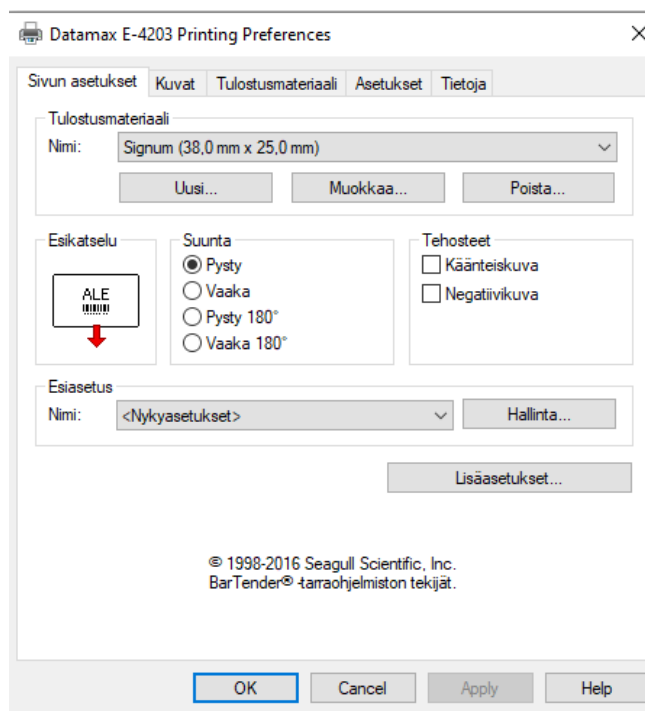 Datamax E-4203 Printing Preferences
Sivun asetukset Kuvat Tulostusmateriaali Asetukset Tietoja
Tulostusmateriaali
Nimi: Signum (38,0 mm x 25,0 mm)
Uusi... Muokkaa... Poista...
Esikatselu
ALE
Suunta
Pysty
Vaaka
Pysty 180°
Vaaka 180°
Tehosteet
Käänteiskuva
Negatiivikuva
Esiasetus
Nimi: <Nykyasetukset> Hallinta...
Lisäasetukset...
© 1998-2016 Seagull Scientific, Inc.
BarTender® -tarraohjelmiston tekijät.
OK Cancel Apply Help